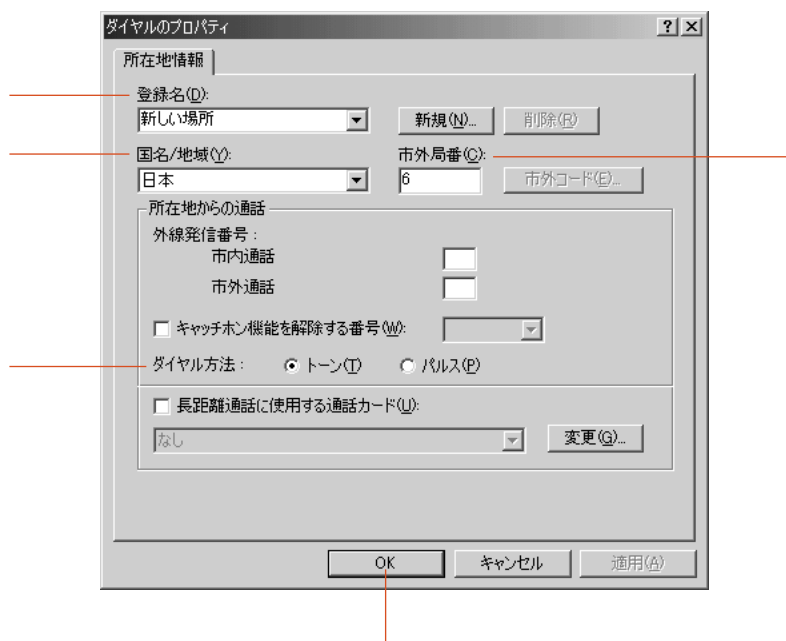 ダイヤルのプロパティ
所在地情報
登録名(D):
新しい場所 新規(N)... 削除(R)
国名/地域(Y): 市外局番(C):
日本 6 市外コード(E)...
所在地からの通話
外線発信番号：
市内通話
市外通話
キャッチホン機能を解除する番号(W):
ダイヤル方法： トーン(T) パルス(P)
長距離通話に使用する通話カード(U):
なし 変更(G)...
OK キャンセル 適用(A)